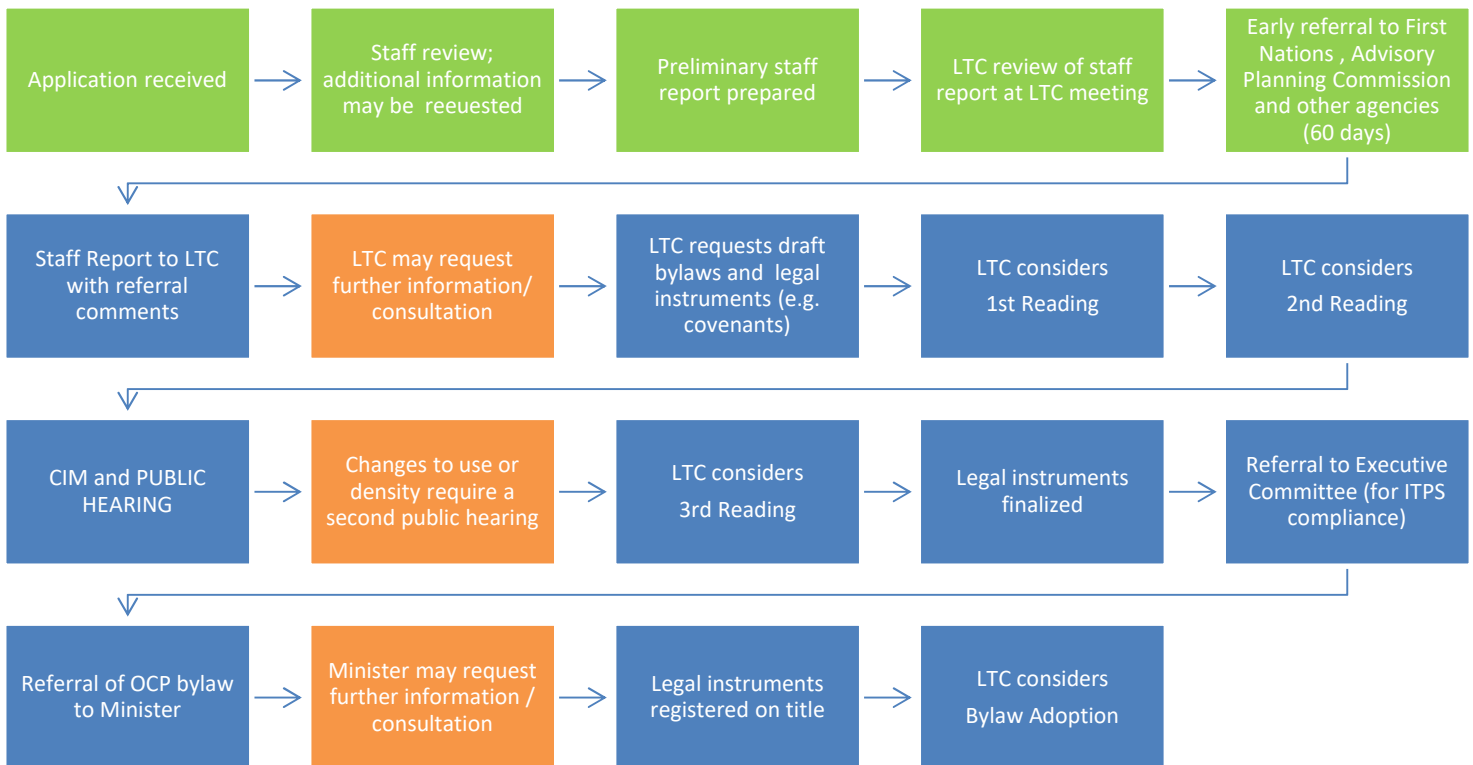 Application received
Staff review;
additional information
may be reeuested
Preliminary staff
report prepared
LTC review of staff
report at LTC meeting
Early referral to First
Nations , Advisory
Planning Commission
and other agencies
(60 days)
Staff Report to LTC
with referral
comments
LTC may request
further information/
consultation
LTC requests draft
bylaws and legal
instruments (e.g.
covenants)
LTC considers
1st Reading
LTC considers
2nd Reading
CIM and PUBLIC
HEARING
Changes to use or
density require a
second public hearing
LTC considers
3rd Reading
Legal instruments
finalized
Referral to Executive
Committee (for ITPS
compliance)
Referral of OCP bylaw
to Minister
Minister may request
further information /
consultation
Legal instruments
registered on title
LTC considers
Bylaw Adoption